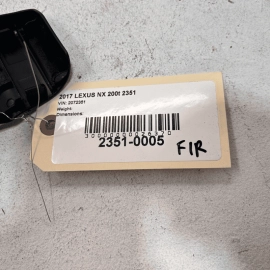 2017 LEXUS NX 200t 2351
VIN: 2072351
Weight:
Dimensions:
2351-0005
FIR